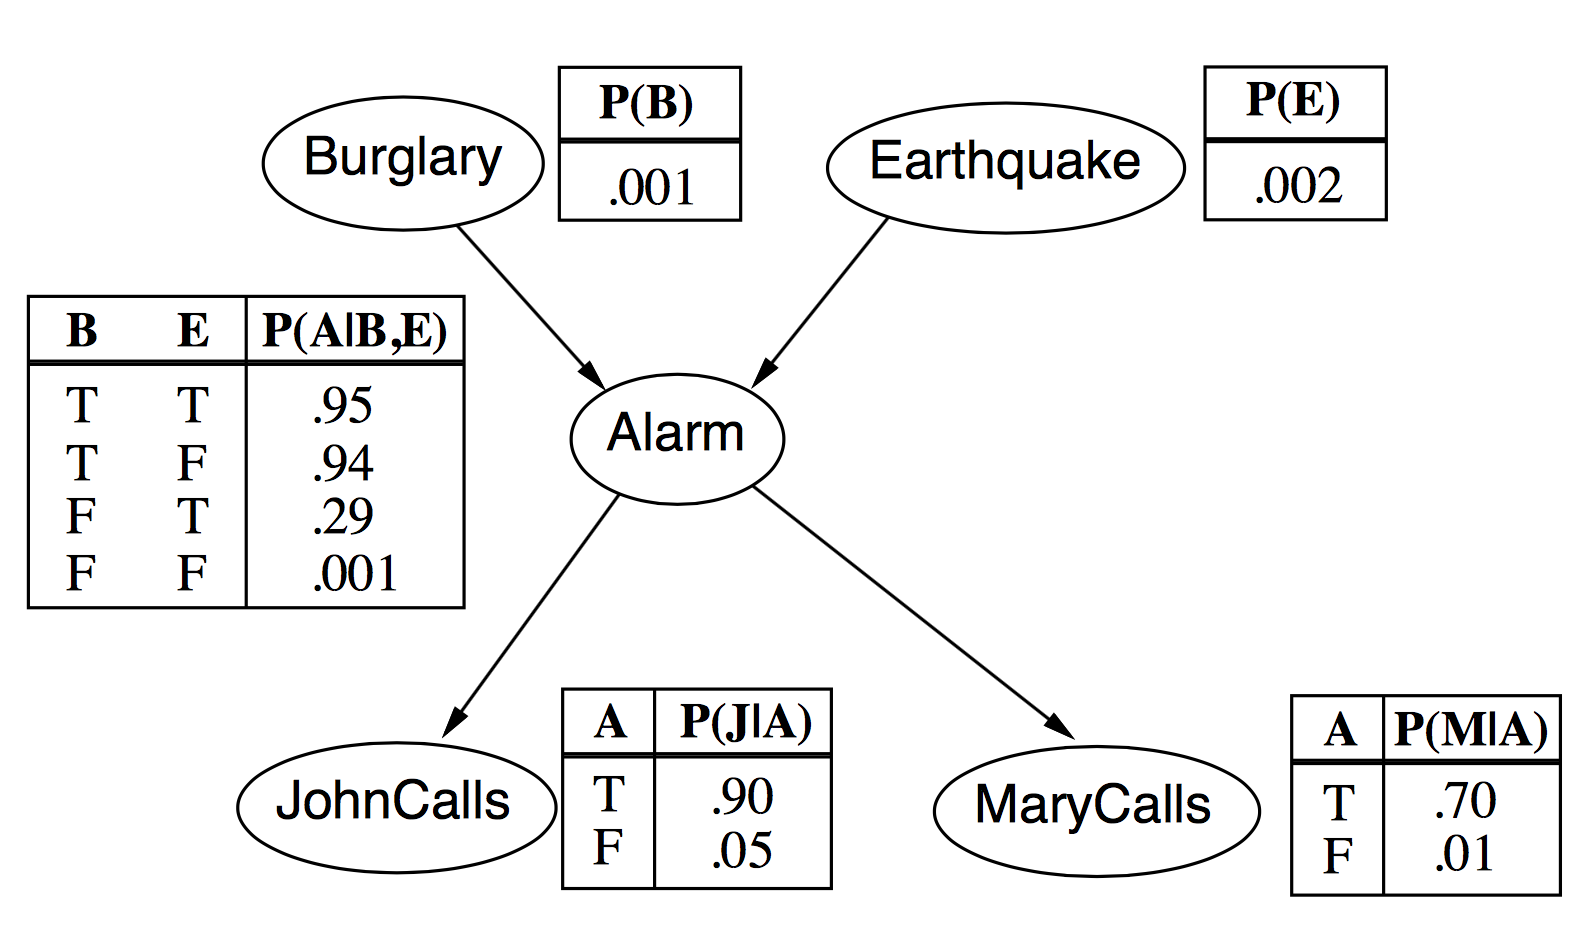 Burglary
P(B)
.001
Earthquake
P(E)
.002
B E P(A|B,E)
T T .95
T F .94
F T .29
F F .001
Alarm
JohnCalls
A P(J|A)
T .90
F .05
MaryCalls
A P(M|A)
T .70
F .01